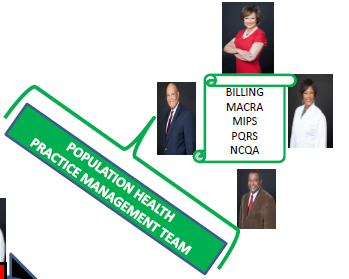 BILLING
MACRA
MIPS
PQRS
NCQA
POPULATION HEALTH
PRACTICE MANAGEMENT TEAM